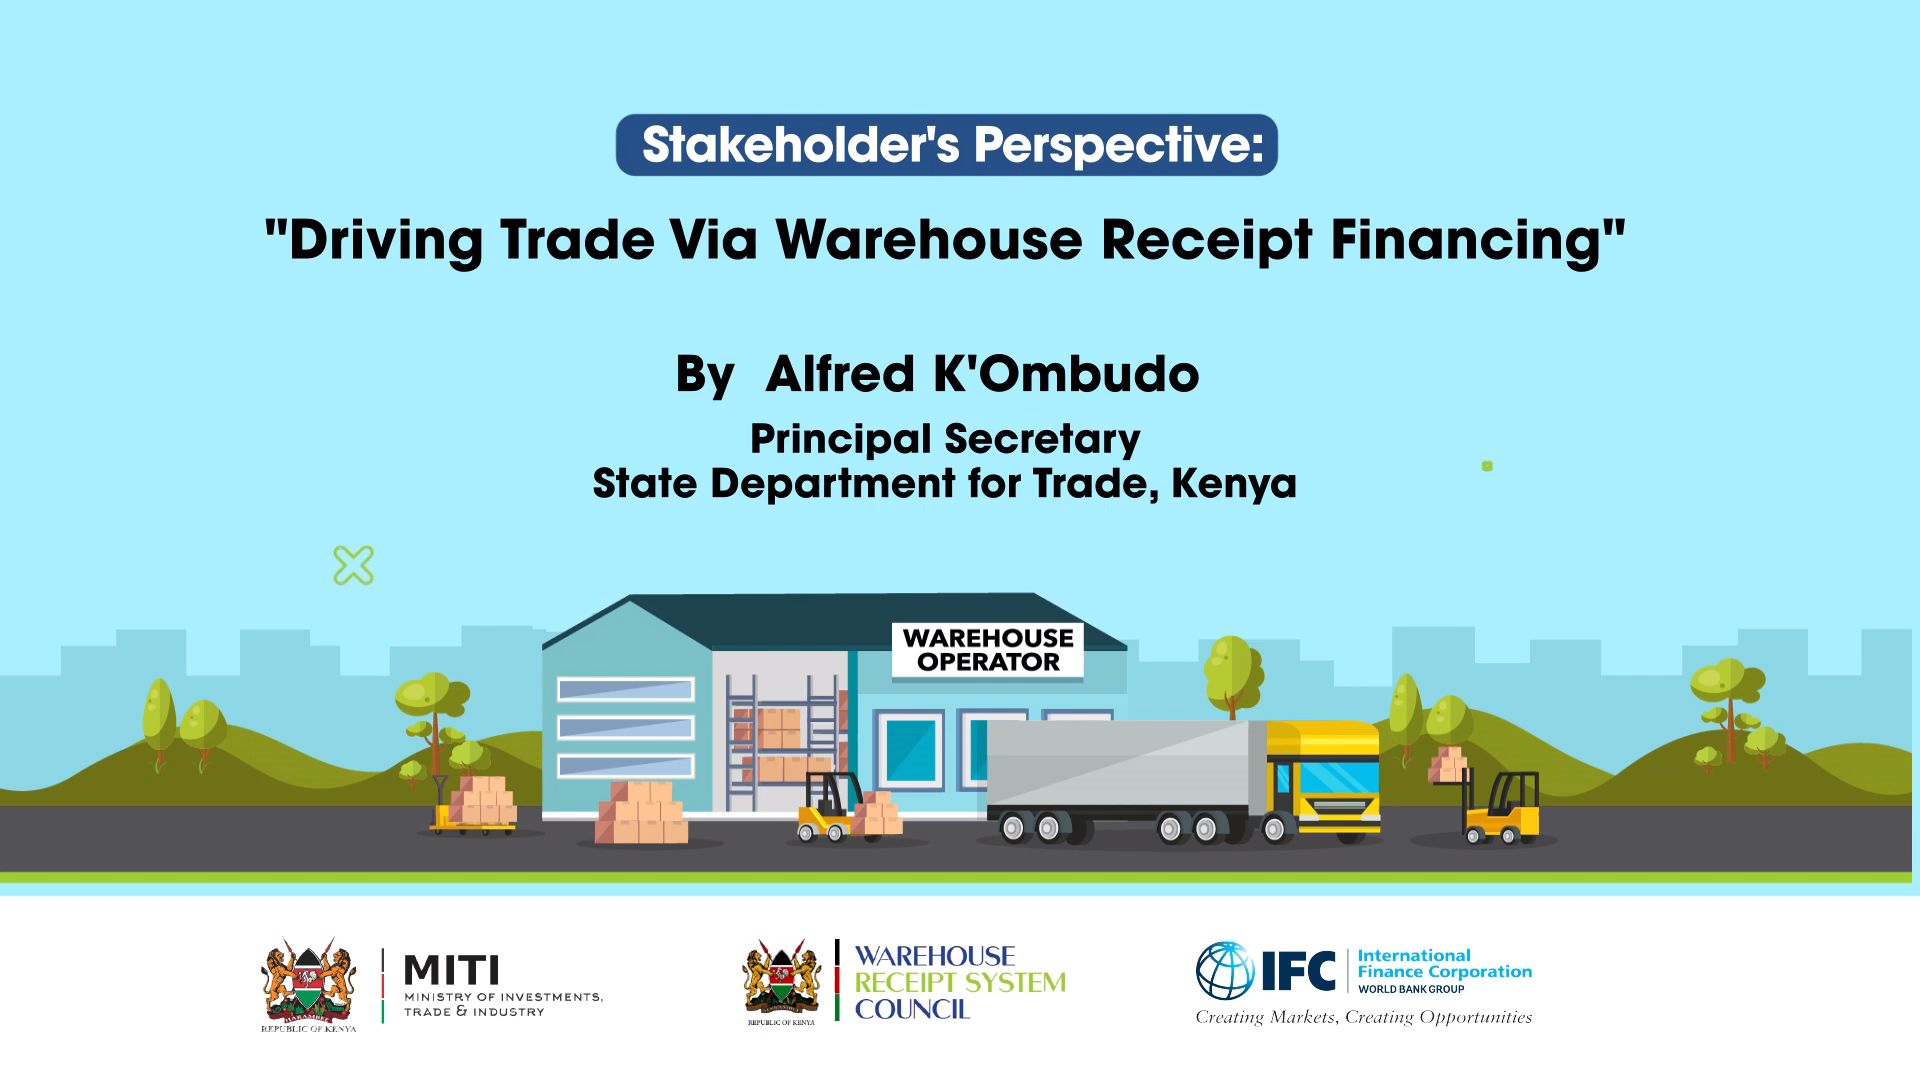 Stakeholder's Perspective:
"Driving Trade Via Warehouse Receipt Financing"
By Alfred K'Ombudo
Principal Secretary
State Department for Trade, Kenya
WAREHOUSE
OPERATOR
HARAMBEE
REPUBLIC OF KENYA
MITI
MINISTRY OF INVESTMENTS,
TRADE & INDUSTRY
REPUBLIC OF KENYA
WAREHOUSE
RECEIPT SYSTEM
COUNCIL
IFC
International
Finance Corporation
WORLD BANK GROUP
Creating Markets, Creating Opportunities